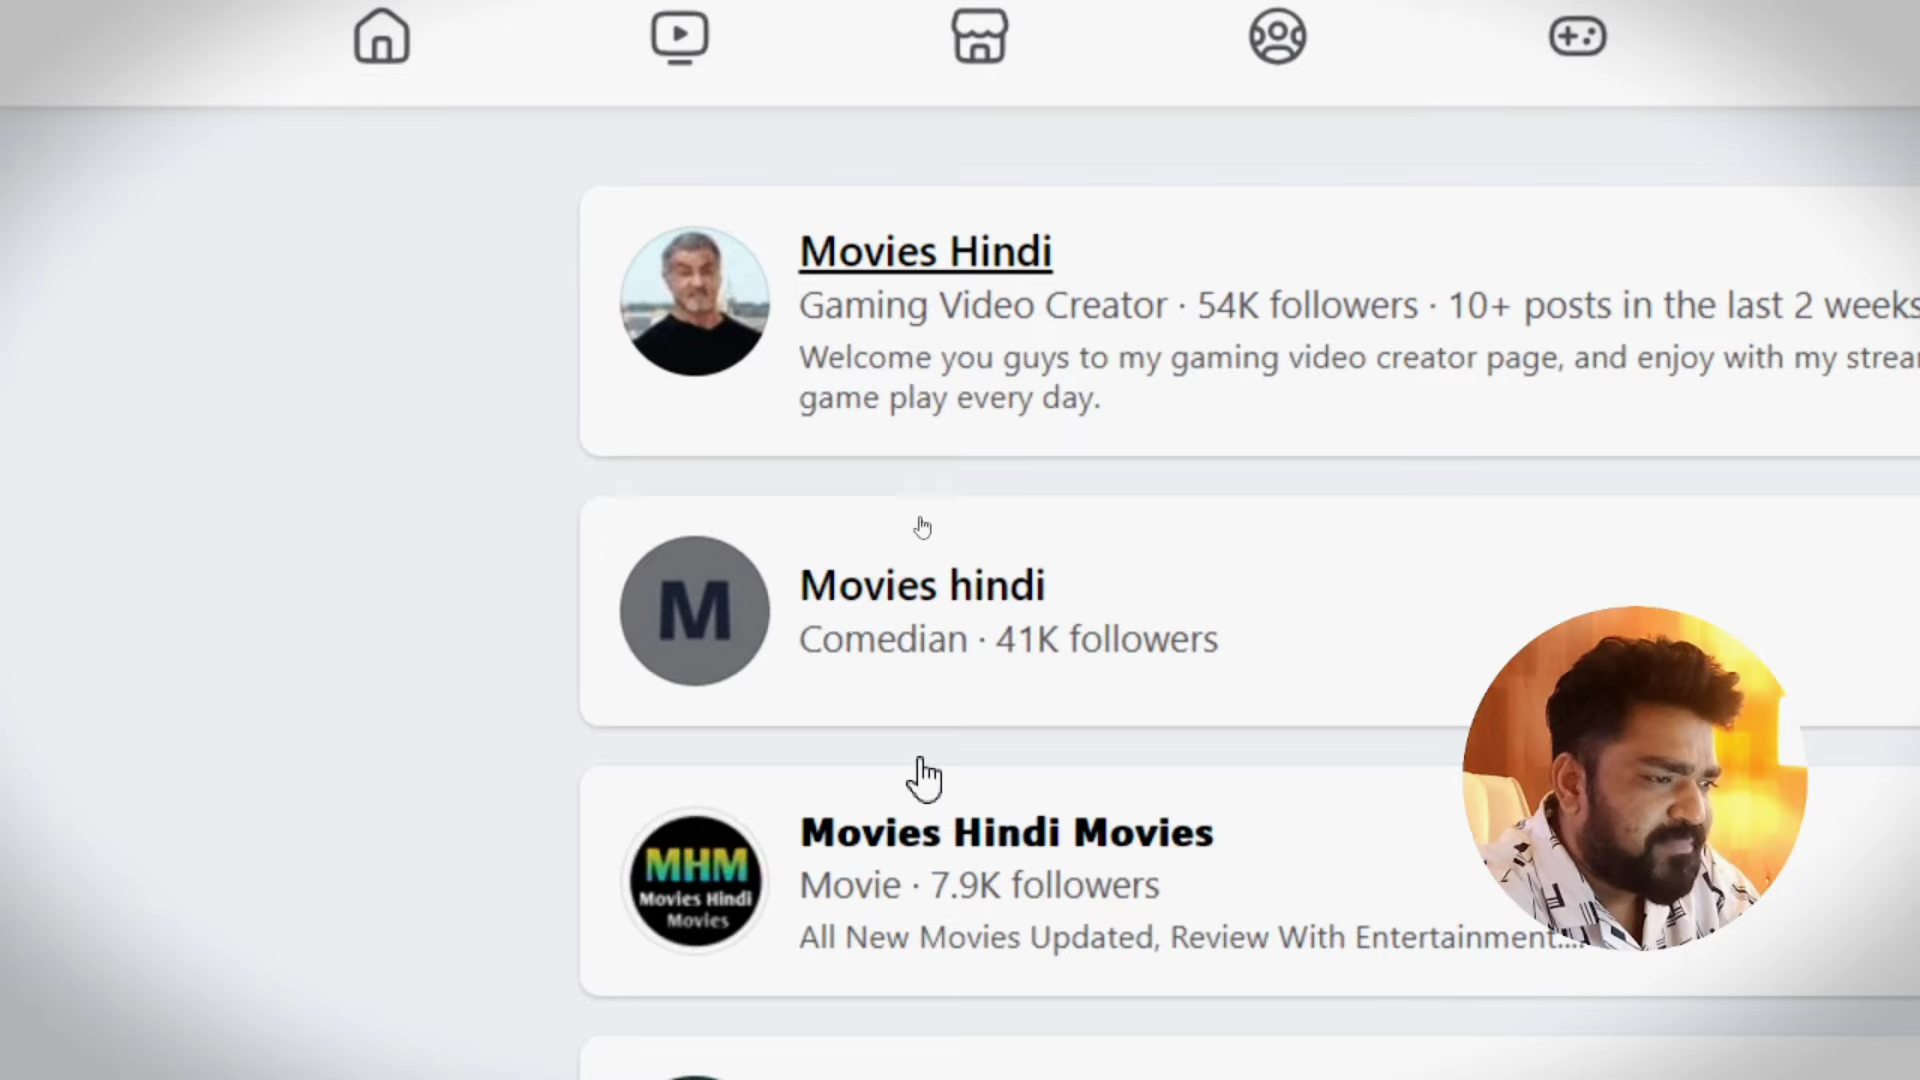 Movies Hindi
Gaming Video Creator · 54K followers · 10+ posts in the last 2 weeks
Welcome you guys to my gaming video creator page, and enjoy with my
game play every day.
M
Movies hindi
Comedian · 41K followers
MHM
Movies Hindi
Movies
Movies Hindi Movies
Movie · 7.9K followers
All New Movies Updated, Review With Entertainment....